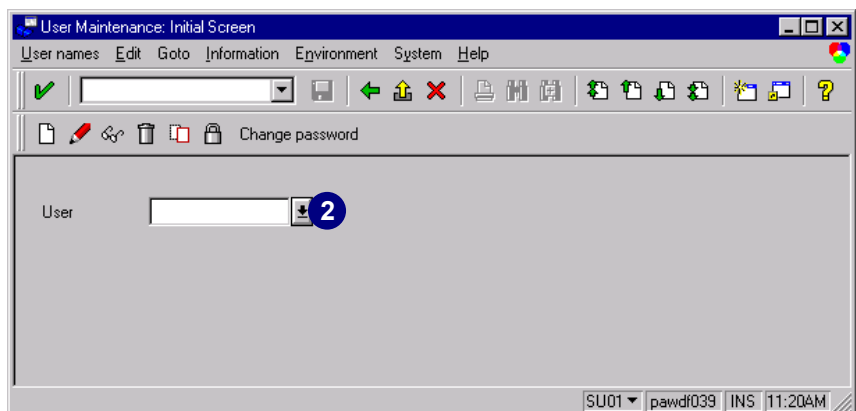 User Maintenance: Initial Screen
User names Edit Goto Information Environment System Help
Change password
User 2
SU01 pawdf039 INS 11:20AM